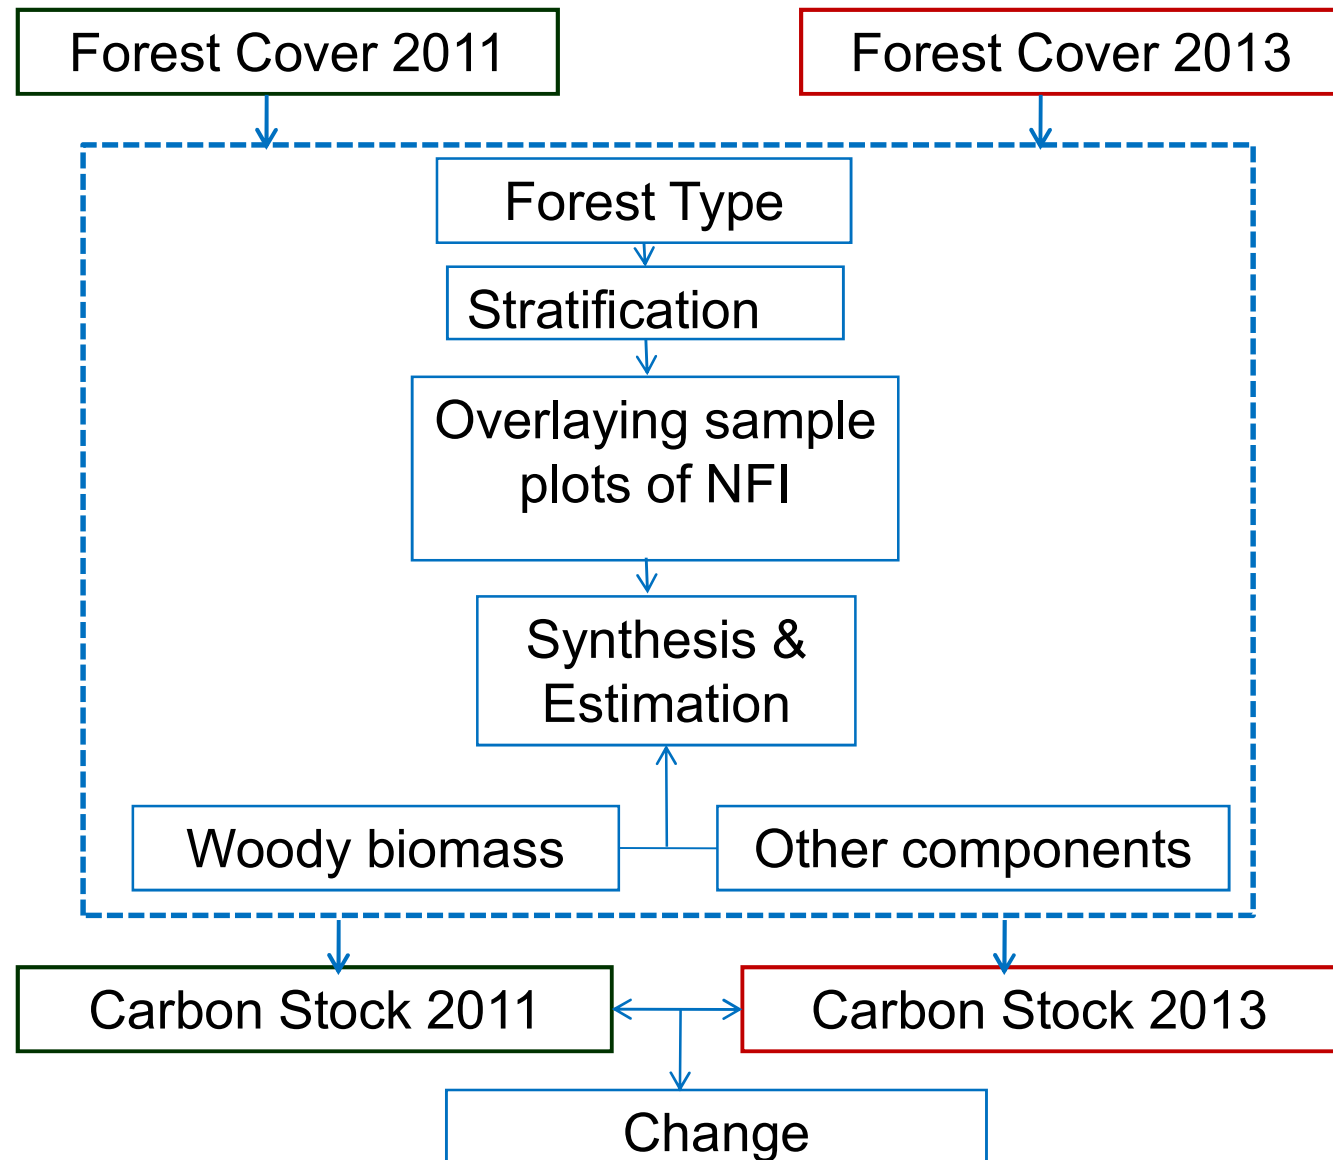 Forest Cover 2011
Forest Cover 2013
Forest Type
Stratification
Overlaying sample
plots of NFI
Synthesis &
Estimation
Woody biomass
Other components
Carbon Stock 2011
Carbon Stock 2013
Change